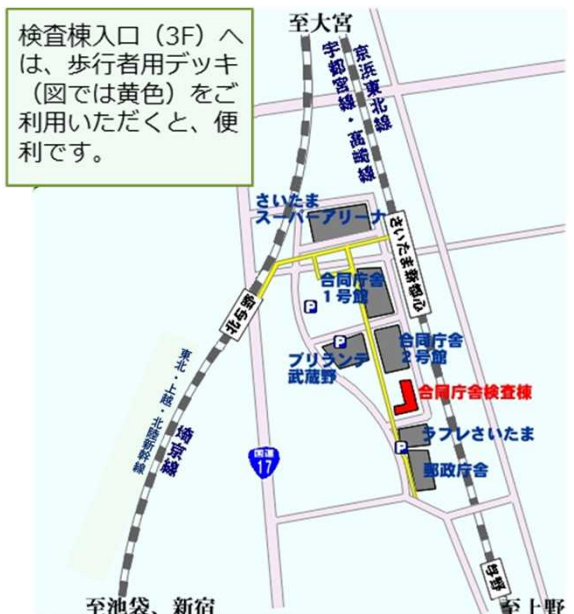 検査棟入口（3F）へ
は、歩行者用デッキ
（図では黄色）をご
利用いただくと、便
利です。
至大宮
京浜東北線
宇都宮線・高崎線
さいたま
スーパーアリーナ
さいたま新都心
北与野
合同庁舎
１号館
P
P
ブリランテ
武蔵野
合同庁舎
２号館
合同庁舎検査棟
ラフレさいたま
P
郵政庁舎
東北・上越・北陸新幹線
埼京線
国道
17
与野
至池袋、新宿
至上野